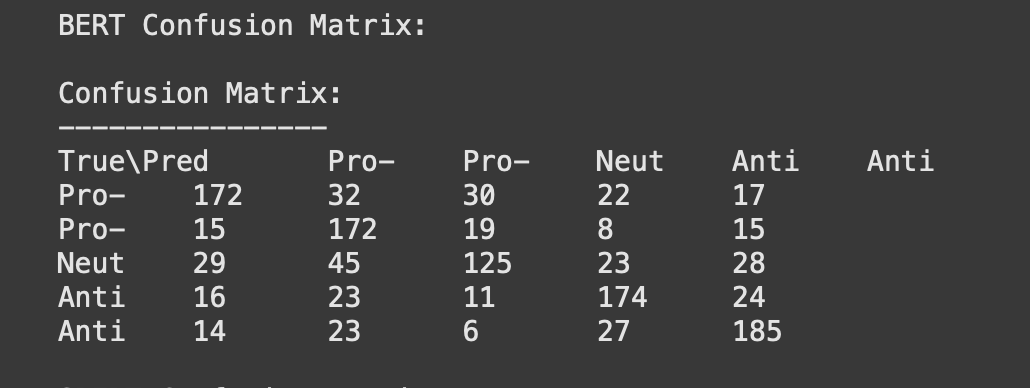 BERT Confusion Matrix:
Confusion Matrix:
----------------
True\Pred Pro- Pro- Neut Anti Anti
Pro- 172 32 30 22 17
Pro- 15 172 19 8 15
Neut 29 45 125 23 28
Anti 16 23 11 174 24
Anti 14 23 6 27 185